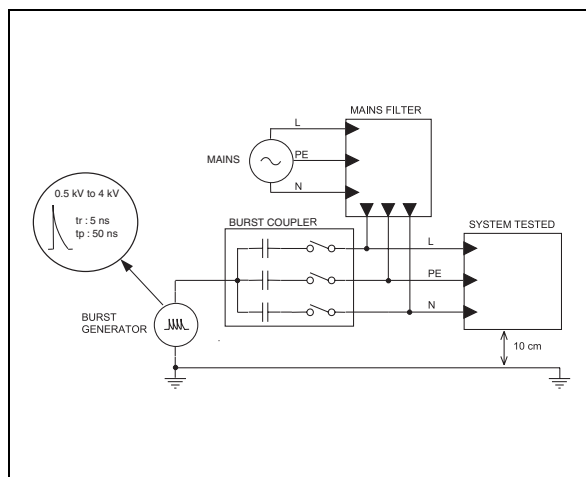 MAINS FILTER
L
MAINS
PE
N
0.5 kV to 4 kV
tr : 5 ns
tp : 50 ns
BURST COUPLER
SYSTEM TESTED
L
PE
N
BURST
GENERATOR
10 cm